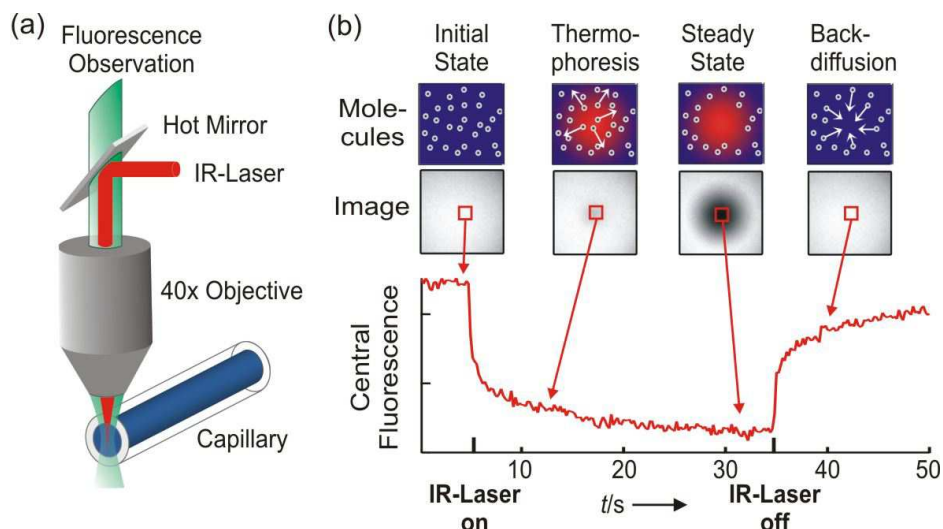 (a)
Fluorescence
Observation
Hot Mirror
IR-Laser
40x Objective
Capillary
(b)
Initial
State
Thermo-
phoresis
Steady
State
Back-
diffusion
Mole-
cules
Image
Central
Fluorescence
10
20
30
40
50
IR-Laser
on
t/s
IR-Laser
off